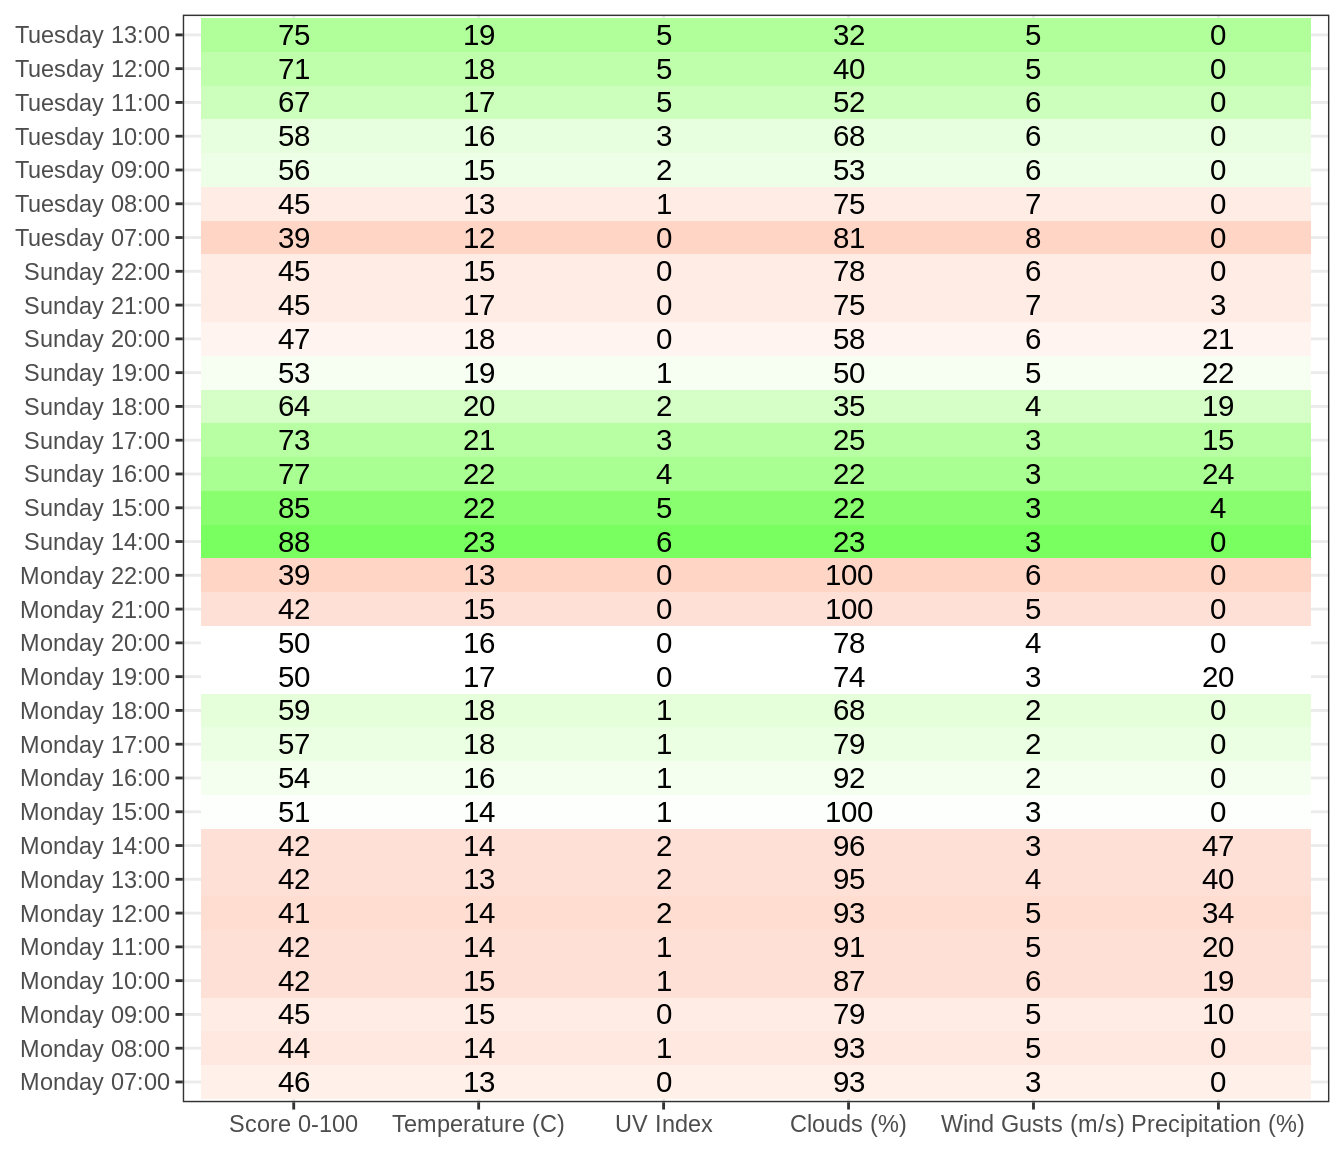 Tuesday 13:00 75 19 5 32 5 0
Tuesday 12:00 71 18 5 40 5 0
Tuesday 11:00 67 17 5 52 6 0
Tuesday 10:00 58 16 3 68 6 0
Tuesday 09:00 56 15 2 53 6 0
Tuesday 08:00 45 13 1 75 7 0
Tuesday 07:00 39 12 0 81 8 0
Sunday 22:00 45 15 0 78 6 0
Sunday 21:00 45 17 0 75 7 3
Sunday 20:00 47 18 0 58 6 21
Sunday 19:00 53 19 1 50 5 22
Sunday 18:00 64 20 2 35 4 19
Sunday 17:00 73 21 3 25 3 15
Sunday 16:00 77 22 4 22 3 24
Sunday 15:00 85 22 5 22 3 4
Sunday 14:00 88 23 6 23 3 0
Monday 22:00 39 13 0 100 6 0
Monday 21:00 42 15 0 100 5 0
Monday 20:00 50 16 0 78 4 0
Monday 19:00 50 17 0 74 3 20
Monday 18:00 59 18 1 68 2 0
Monday 17:00 57 18 1 79 2 0
Monday 16:00 54 16 1 92 2 0
Monday 15:00 51 14 1 100 3 0
Monday 14:00 42 14 2 96 3 47
Monday 13:00 42 13 2 95 4 40
Monday 12:00 41 14 2 93 5 34
Monday 11:00 42 14 1 91 5 20
Monday 10:00 42 15 1 87 6 19
Monday 09:00 45 15 0 79 5 10
Monday 08:00 44 14 1 93 5 0
Monday 07:00 46 13 0 93 3 0
Score 0-100 Temperature (C) UV Index Clouds (%) Wind Gusts (m/s) Precipitation (%)